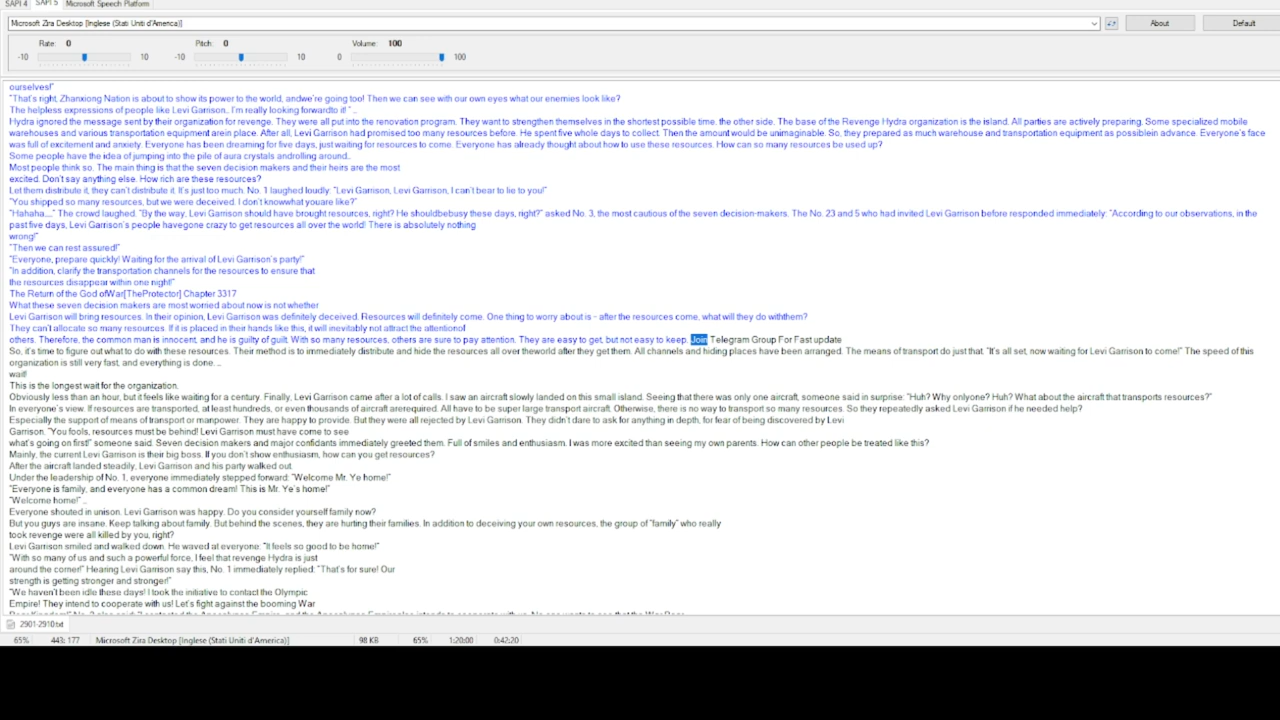 SAPI 4 SAPI 5 Microsoft Speech Platform
Microsoft Zira Desktop [Inglese (Stati Uniti d'America)] About Default
Rate: 0 Pitch: 0 Volume: 100
-10 10 -10 10 0 100
ourselves!"
"That's right, Zhanxiong Nation is about to show its power to the world, andwe're going too! Then we can see with our own eyes what our enemies look like?
The helpless expressions of people like Levi Garrison.. I'm really looking forwardto it! " ..
Hydra ignored the message sent by their organization for revenge. They were all put into the renovation program. They want to strengthen themselves in the shortest possible time. the other side. The base of the Revenge Hydra organization is the island. All parties are actively preparing. Some specialized mobile
warehouses and various transportation equipment arein place. After all, Levi Garrison had promised too many resources before. He spent five whole days to collect. Then the amount would be unimaginable. So, they prepared as much warehouse and transportation equipment as possiblein advance. Everyone's face
was full of excitement and anxiety. Everyone has been dreaming for five days, just waiting for resources to come. Everyone has already thought about how to use these resources. How can so many resources be used up?
Some people have the idea of jumping into the pile of aura crystals androlling around..
Most people think so. The main thing is that the seven decision makers and their heirs are the most
excited. Don't say anything else. How rich are these resources?
Let them distribute it, they can't distribute it. It's just too much. No. 1 laughed loudly: "Levi Garrison, Levi Garrison, I can't bear to lie to you!"
"You shipped so many resources, but we were deceived. I don't knowwhat youare like?"
"Hahaha...." The crowd laughed. "By the way, Levi Garrison should have brought resources, right? He shouldbebusy these days, right?" asked No. 3, the most cautious of the seven decision-makers. The No. 23 and 5 who had invited Levi Garrison before responded immediately: "According to our observations, in the
past five days, Levi Garrison's people havegone crazy to get resources all over the world! There is absolutely nothing
wrong!"
"Then we can rest assured!"
"Everyone, prepare quickly! Waiting for the arrival of Levi Garrison's party!"
"In addition, clarify the transportation channels for the resources to ensure that
the resources disappear within one night!"
The Return of the God ofWar[TheProtector] Chapter 3317
What these seven decision makers are most worried about now is not whether
Levi Garrison will bring resources. In their opinion, Levi Garrison was definitely deceived. Resources will definitely come. One thing to worry about is - after the resources come, what will they do withthem?
They can't allocate so many resources. If it is placed in their hands like this, it will inevitably not attract the attentionof
others. Therefore, the common man is innocent, and he is guilty of guilt. With so many resources, others are sure to pay attention. They are easy to get, but not easy to keep. Join Telegram Group For Fast update
So, it's time to figure out what to do with these resources. Their method is to immediately distribute and hide the resources all over theworld after they get them. All channels and hiding places have been arranged. The means of transport do just that. "It's all set, now waiting for Levi Garrison to come!" The speed of this
organization is still very fast, and everything is done. ..
wait!
This is the longest wait for the organization.
Obviously less than an hour, but it feels like waiting for a century. Finally, Levi Garrison came after a lot of calls. I saw an aircraft slowly landed on this small island. Seeing that there was only one aircraft, someone said in surprise: "Huh? Why onlyone? Huh? What about the aircraft that transports resources?"
In everyone's view. If resources are transported, at least hundreds, or even thousands of aircraft arerequired. All have to be super large transport aircraft. Otherwise, there is no way to transport so many resources. So they repeatedly asked Levi Garrison if he needed help?
Especially the support of means of transport or manpower. They are happy to provide. But they were all rejected by Levi Garrison. They didn't dare to ask for anything in depth, for fear of being discovered by Levi
Garrison. "You fools, resources must be behind! Levi Garrison must have come to see
what's going on first!" someone said. Seven decision makers and major confidants immediately greeted them. Full of smiles and enthusiasm. I was more excited than seeing my own parents. How can other people be treated like this?
Mainly, the current Levi Garrison is their big boss. If you don't show enthusiasm, how can you get resources?
After the aircraft landed steadily, Levi Garrison and his party walked out.
Under the leadership of No. 1, everyone immediately stepped forward: "Welcome Mr. Ye home!"
"Everyone is family, and everyone has a common dream! This is Mr. Ye's home!"
"Welcome home!" ..
Everyone shouted in unison. Levi Garrison was happy. Do you consider yourself family now?
But you guys are insane. Keep talking about family. But behind the scenes, they are hurting their families. In addition to deceiving your own resources, the group of "family" who really
took revenge were all killed by you, right?
Levi Garrison smiled and walked down. He waved at everyone: "It feels so good to be home!"
"With so many of us and such a powerful force, I feel that revenge Hydra is just
around the corner!" Hearing Levi Garrison say this, No. 1 immediately replied: "That's for sure! Our
strength is getting stronger and stronger!"
"We haven't been idle these days! I took the initiative to contact the Olympic
Empire! They intend to cooperate with us! Let's fight against the booming War
2901-2910.txt
65% 443: 177 Microsoft Zira Desktop [Inglese (Stati Uniti d'America)] 98 KB 65% 1:20:00 0:42:20